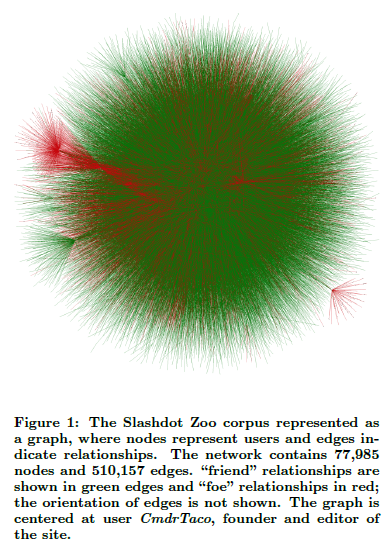 Figure 1: The Slashdot Zoo corpus represented as
a graph, where nodes represent users and edges in-
dicate relationships. The network contains 77,985
nodes and 510,157 edges. “friend” relationships are
shown in green edges and “foe” relationships in red;
the orientation of edges is not shown. The graph is
centered at user CmdrTaco, founder and editor of
the site.